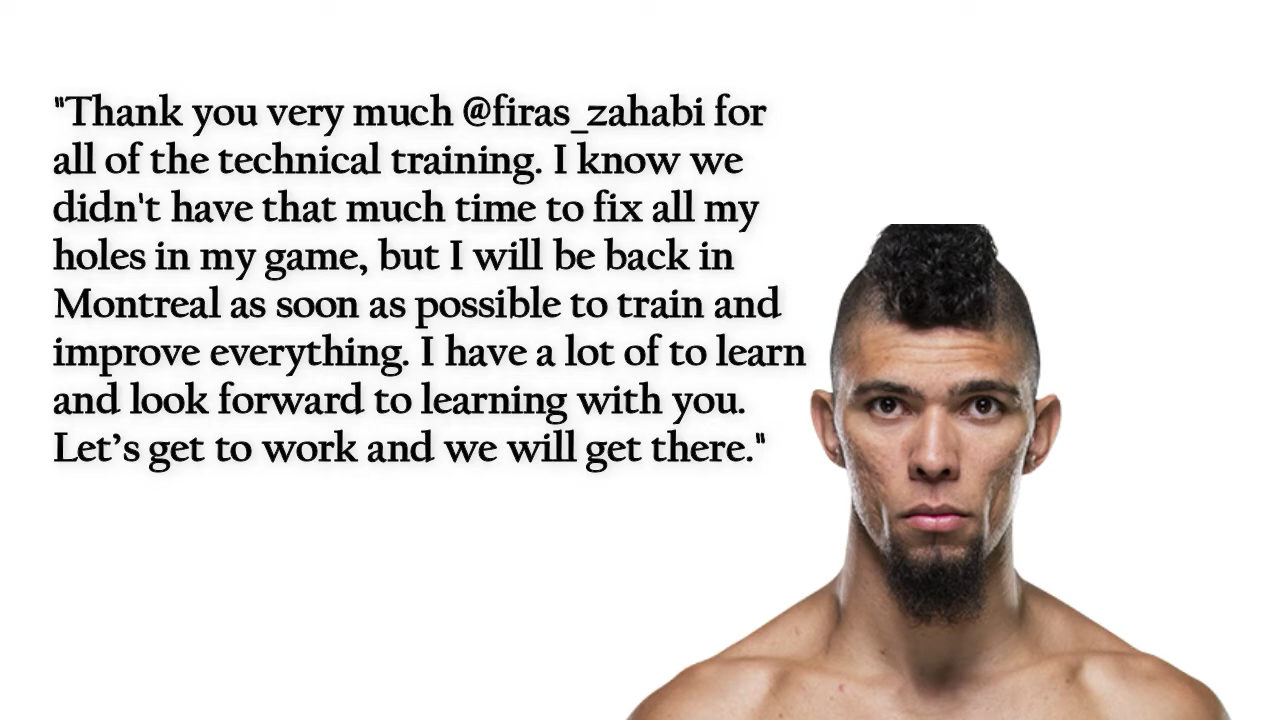 "Thank you very much @firas_zahabi for
all of the technical training. I know we
didn't have that much time to fix all my
holes in my game, but I will be back in
Montreal as soon as possible to train and
improve everything. I have a lot of to learn
and look forward to learning with you.
Let’s get to work and we will get there."